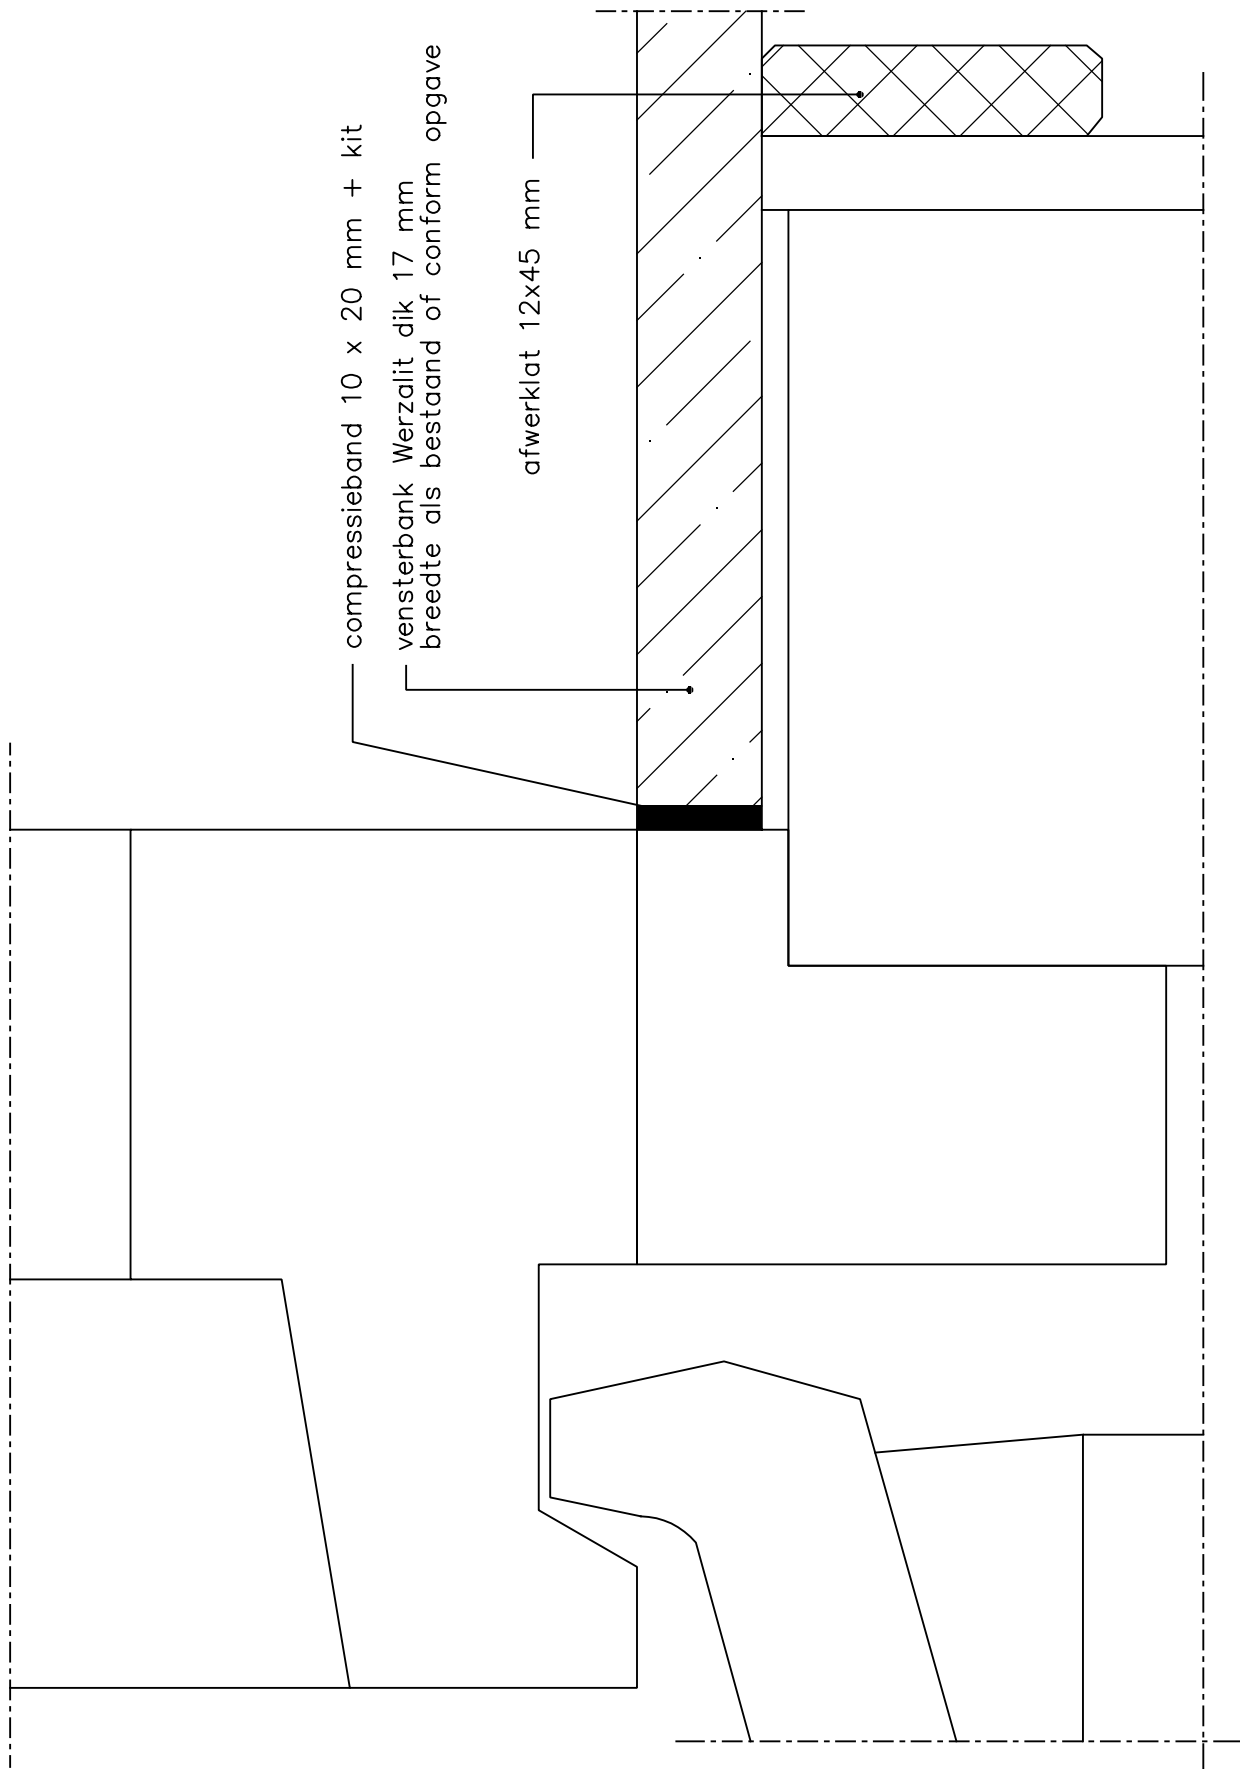 compressieband 10 x 20 mm + kit
vensterbank Werzalit dik 17 mm
breedte als bestaand of conform opgave
afwerklat 12x45 mm